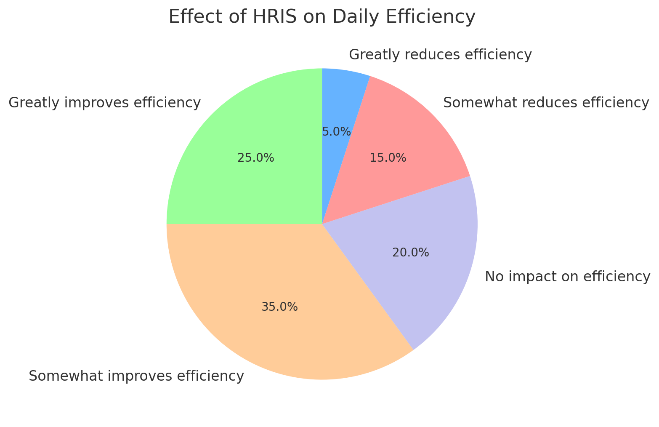 Effect of HRIS on Daily Efficiency
Greatly reduces efficiency
Greatly improves efficiency
Somewhat reduces efficiency
5.0%
25.0%
15.0%
20.0%
No impact on efficiency
35.0%
Somewhat improves efficiency